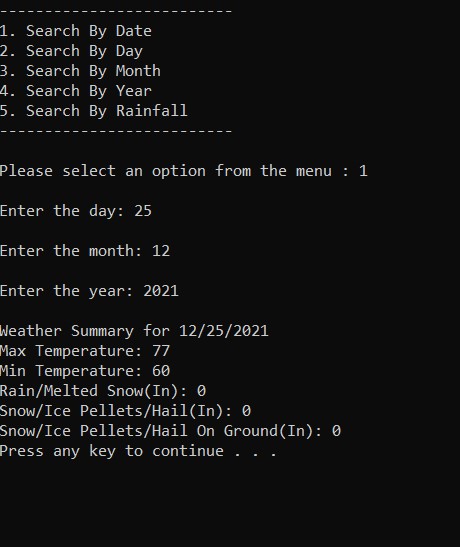 --------------------------
1. Search By Date
2. Search By Day
3. Search By Month
4. Search By Year
5. Search By Rainfall
--------------------------
Please select an option from the menu : 1
Enter the day: 25
Enter the month: 12
Enter the year: 2021
Weather Summary for 12/25/2021
Max Temperature: 77
Min Temperature: 60
Rain/Melted Snow(In): 0
Snow/Ice Pellets/Hail(In): 0
Snow/Ice Pellets/Hail On Ground(In): 0
Press any key to continue . . .